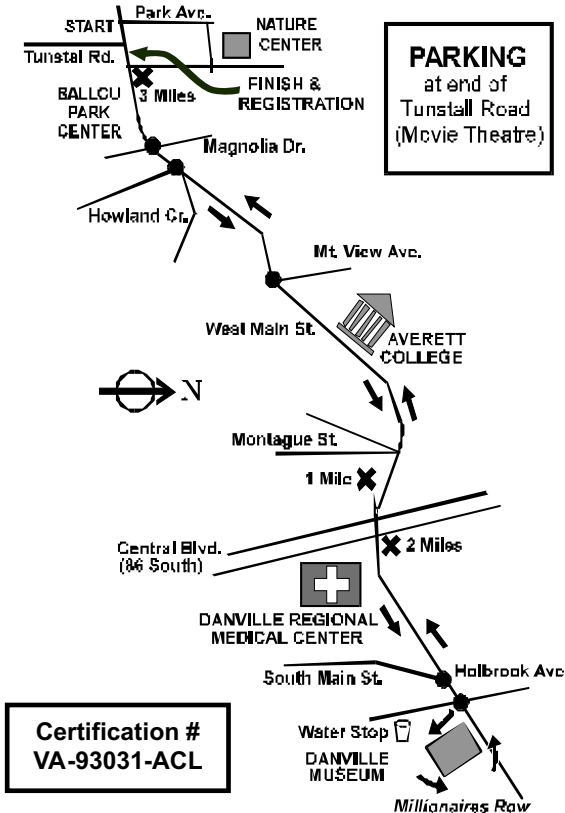 Park Ave.
START
NATURE
CENTER
Tunstal Rd.
FINISH &
REGISTRATION
3 Miles
BALLOU
PARK
CENTER
PARKING
at end of
Tunstall Road
(Movie Theatre)
Magnolia Dr.
Howland Cr.
Mt. View Ave.
West Main St.
AVERETT
COLLEGE
N
Montague St.
1 Mile
Central Blvd.
(86 South)
2 Miles
DANVILLE REGIONAL
MEDICAL CENTER
South Main St.
Holbrook Ave
Water Stop
DANVILLE
MUSEUM
Millionaires Row
Certification #
VA-93031-ACL